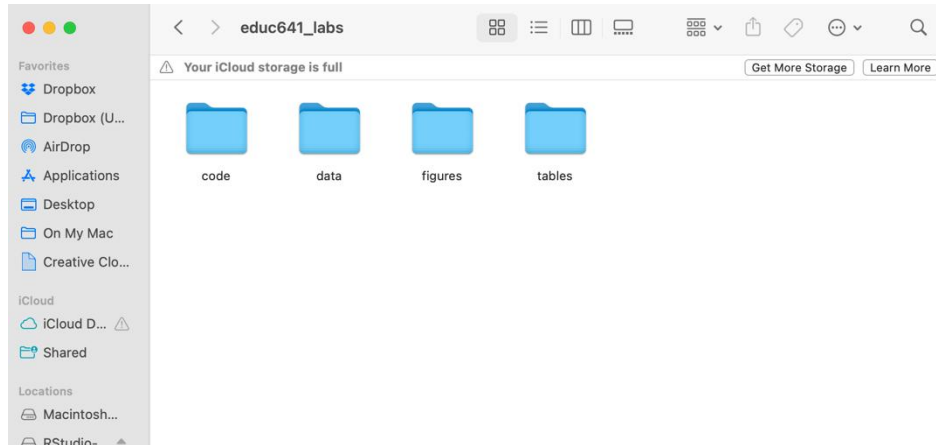 educ641_labs
Favorites
Your iCloud storage is full
Get More Storage
Learn More
Dropbox
Dropbox (U...
AirDrop
Applications
Desktop
On My Mac
Creative Clo...
code
data
figures
tables
iCloud
iCloud D...
Shared
Locations
Macintosh...
RStudio-